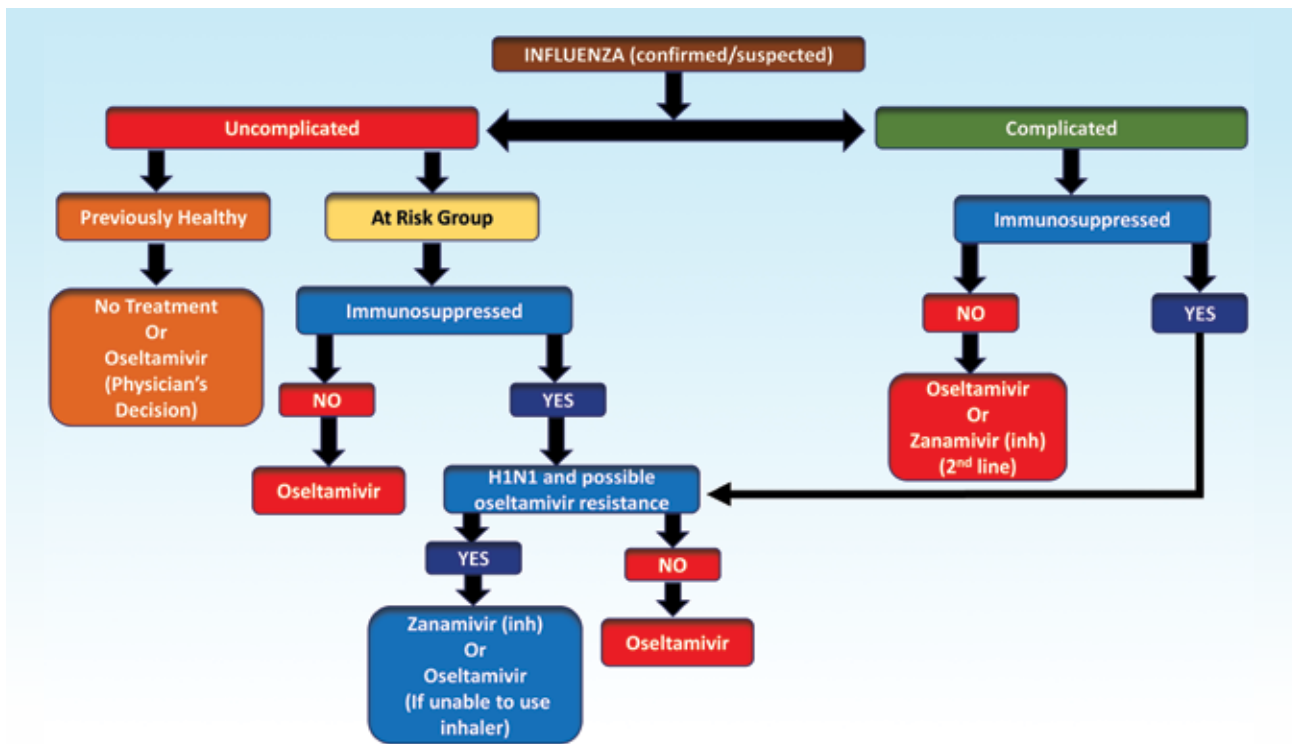 INFLUENZA (confirmed/suspected)
Uncomplicated
Complicated
Previously Healthy
At Risk Group
Immunosuppressed
No Treatment
Or
Oseltamivir
(Physician's
Decision)
Immunosuppressed
NO
YES
NO
YES
Oseltamivir
Or
Zanamivir (inh)
(2nd line)
Oseltamivir
H1N1 and possible
oseltamivir resistance
YES
NO
Zanamivir (inh)
Or
Oseltamivir
(If unable to use
inhaler)
Oseltamivir